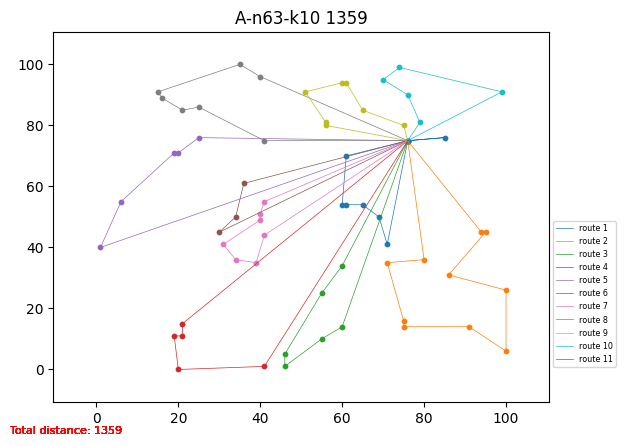 A-n63-k10 1359
100
80
60
40
20
0
0 20 40 60 80 100
route 1
route 2
route 3
route 4
route 5
route 6
route 7
route 8
route 9
route 10
route 11
Total distance: 1359